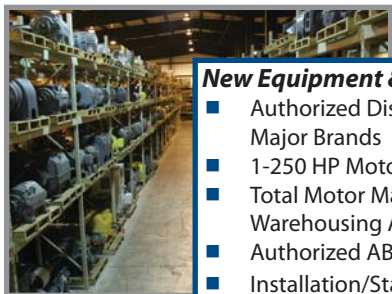 New Equipment &
■ Authorized Dis
Major Brands
■ 1-250 HP Moto
■ Total Motor Ma
Warehousing A
■ Authorized AB
■ Installation/Sta